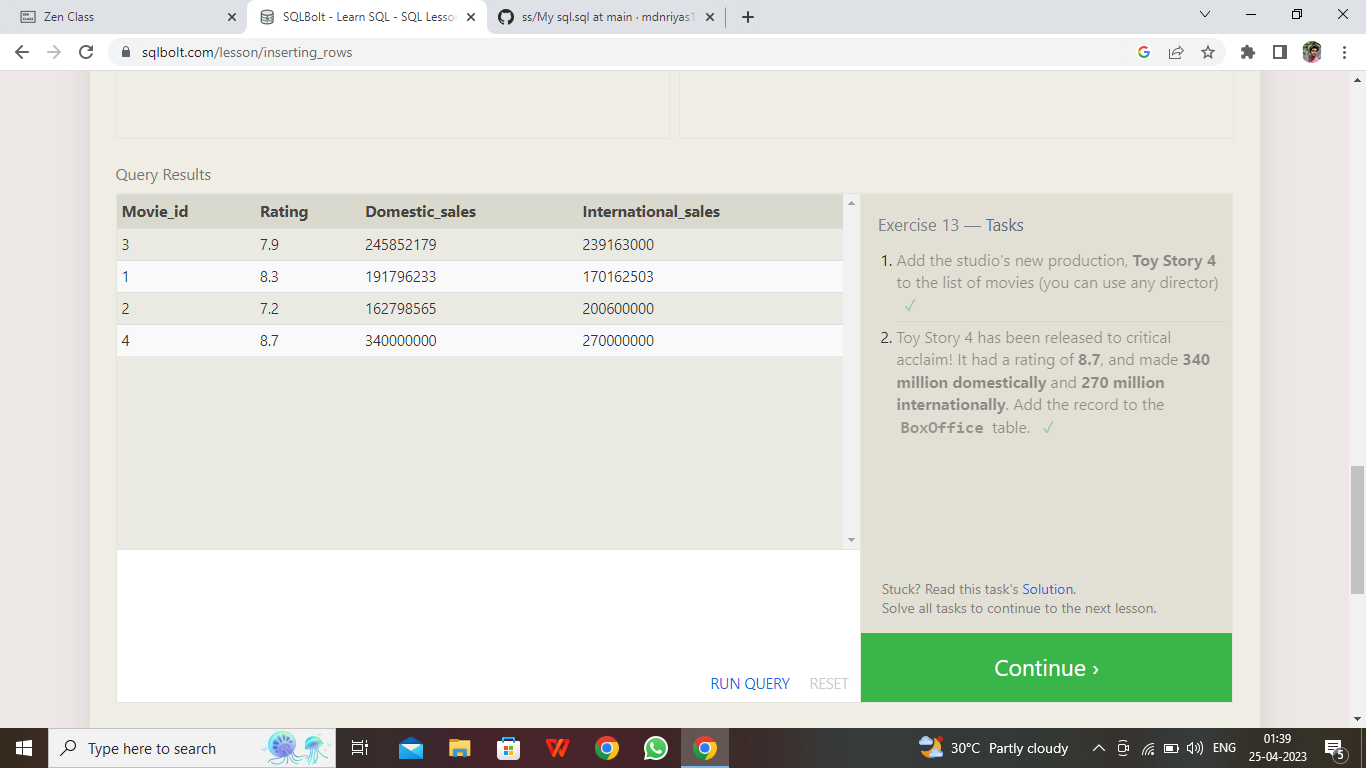 Zen Class
SQLBolt - Learn SQL - SQL Lesso
ss/My sql.sql at main · mdnriyas1
sqlbolt.com/lesson/inserting_rows
Query Results
Movie_id Rating Domestic_sales International_sales
3 7.9 245852179 239163000
1 8.3 191796233 170162503
2 7.2 162798565 200600000
4 8.7 340000000 270000000
Exercise 13 — Tasks
1. Add the studio's new production, Toy Story 4
to the list of movies (you can use any director)
✓
2. Toy Story 4 has been released to critical
acclaim! It had a rating of 8.7, and made 340
million domestically and 270 million
internationally. Add the record to the
BoxOffice table. ✓
Stuck? Read this task's Solution.
Solve all tasks to continue to the next lesson.
RUN QUERY RESET
Continue ›
Type here to search
30°C Partly cloudy
ENG
01:39
25-04-2023
5